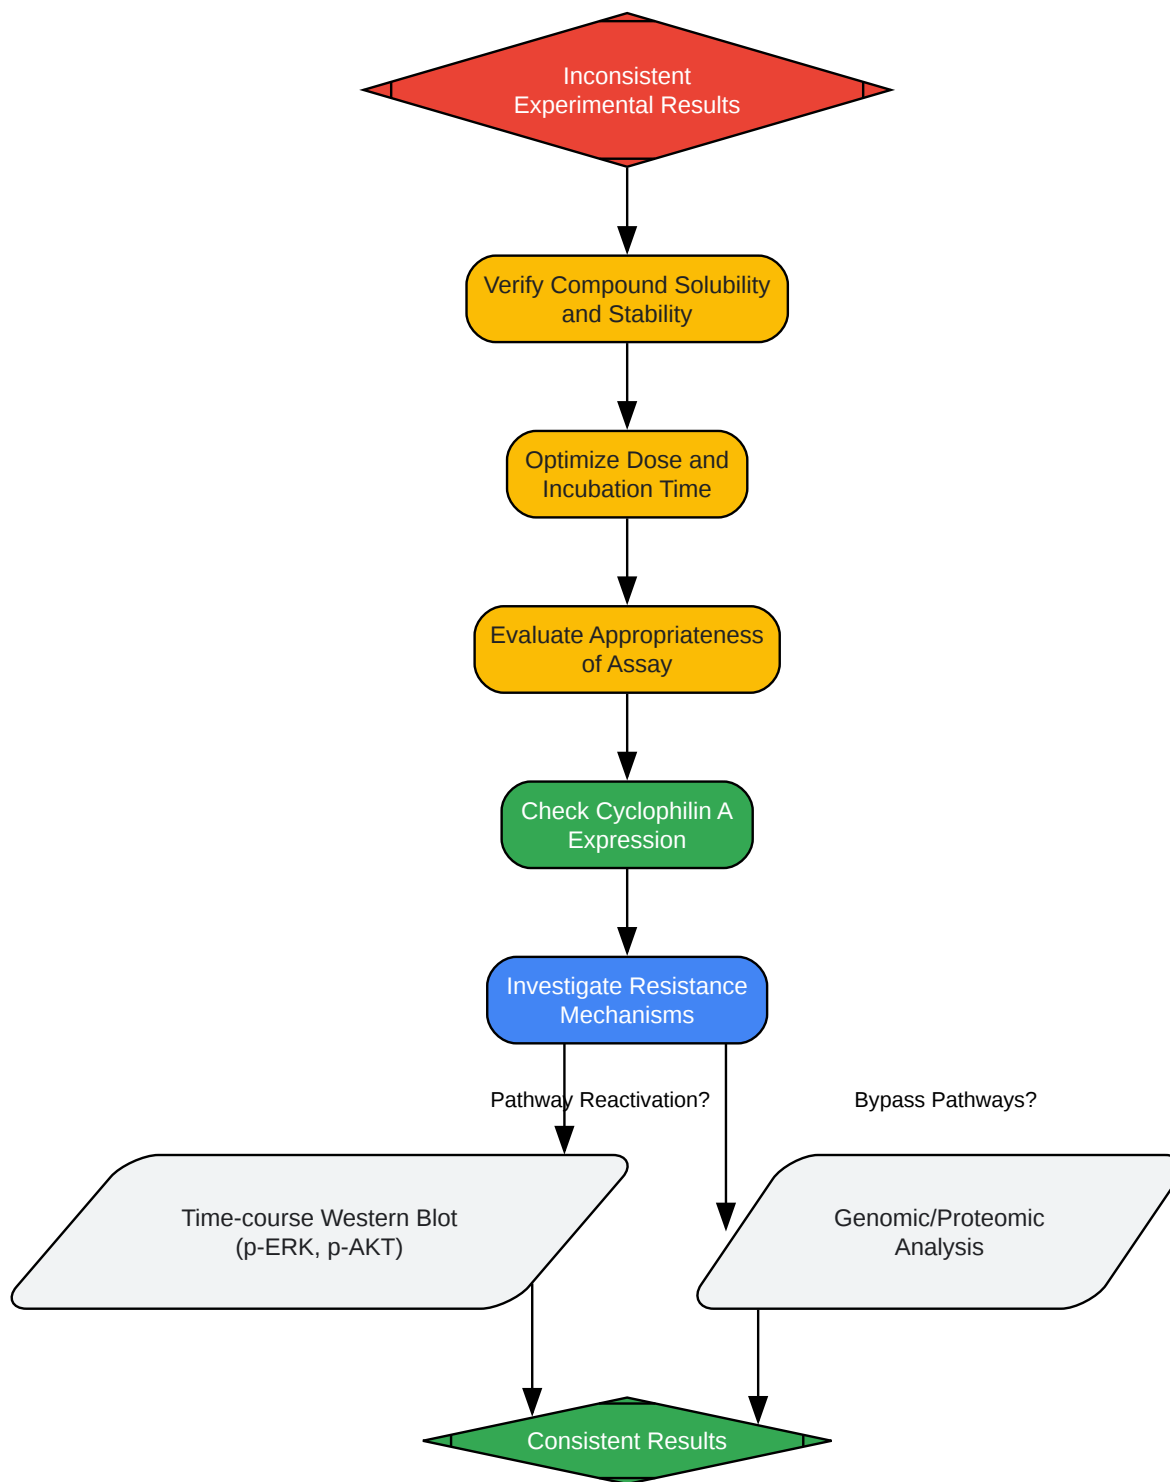 Inconsistent
Experimental Results
Verify Compound Solubility
and Stability
Optimize Dose and
Incubation Time
Evaluate Appropriateness
of Assay
Check Cyclophilin A
Expression
Investigate Resistance
Mechanisms
Pathway Reactivation?
Bypass Pathways?
Time-course Western Blot
(p-ERK, p-AKT)
Genomic/Proteomic
Analysis
Consistent Results